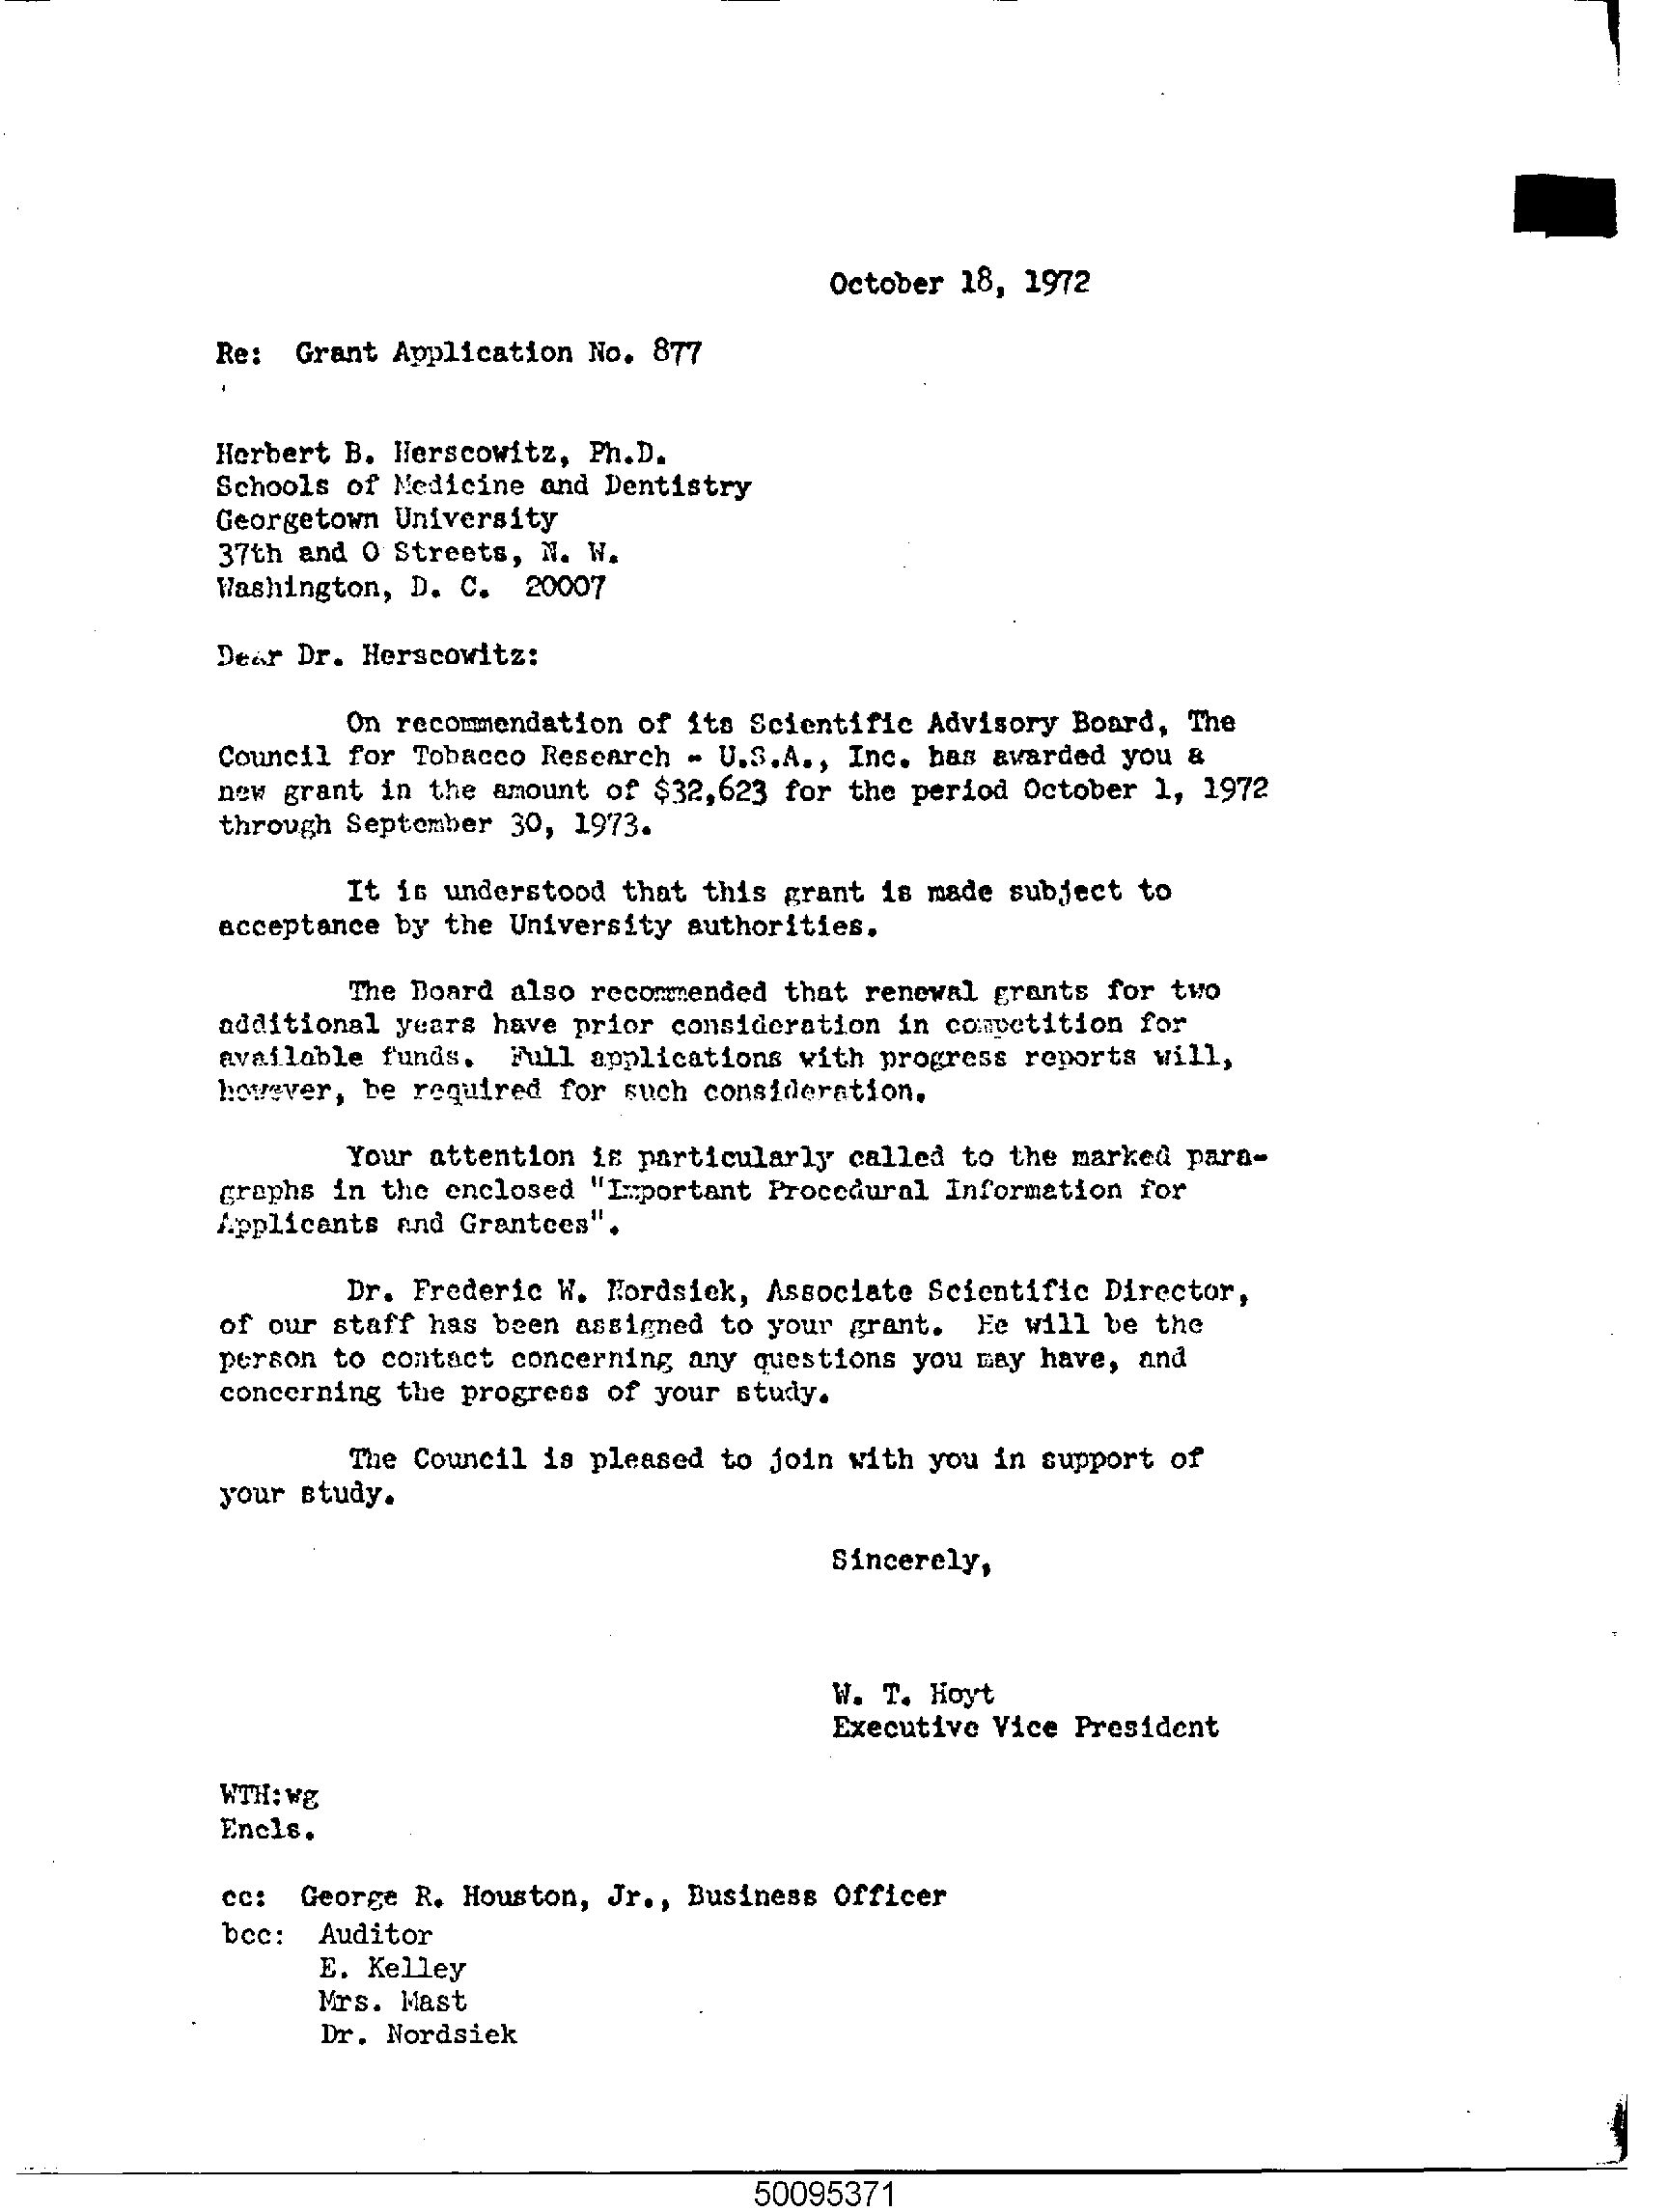 October 18, 1972
Re: Grant Application No. 877
Herbert B. Herscowitz, Ph.D.
Schools of Medicine and Dentistry
Georgetown University
37th and O Streets, N. W.
Washington, D. C. 20007
Dear Dr. Herscowitz:
On recommendation of its Scientific Advisory Board, The
Council for Tobacco Research - U.S.A., Inc. has awarded you a
new grant in the amount of $32,623 for the period October 1, 1972
through September 30, 1973.
It is understood that this grant is made subject to
acceptance by the University authorities.
The Board also recommended that renewal grants for two
additional years have prior consideration in competition for
available funds. Full applications with progress reports will,
however, be required for such consideration.
Your attention is particularly called to the marked para-
graphs in the enclosed "Important Procedural Information for
Applicants and Grantees".
Dr. Frederic W. Nordsiek, Associate Scientific Director,
of our staff has been assigned to your grant. He will be the
person to contact concerning any questions you may have, and
concerning the progress of your study.
The Council is pleased to join with you in support of
your study.
Sincerely,
W. T. Hoyt
Executive Vice President
WTH:wg
Encls.
cc: George R. Houston, Jr., Business Officer
bcc: Auditor
E. Kelley
Mrs. Mast
Dr. Nordsiek
50095371